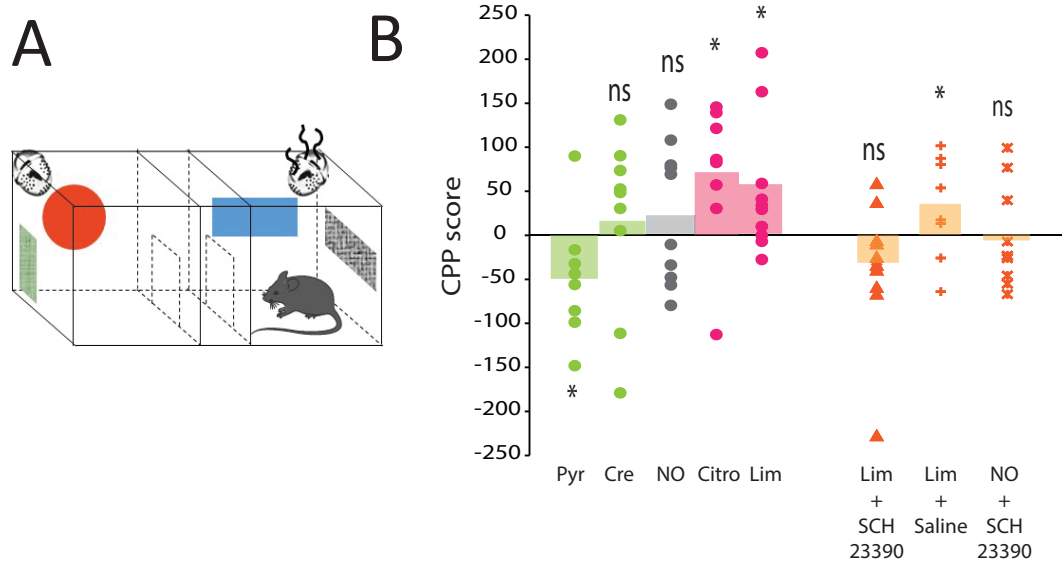 A
B
CPP score
250
200
150
100
50
0
-50
-100
-150
-200
-250
*
ns
ns
*
*
ns
*
ns
Pyr Cre NO Citro Lim
Lim
+
SCH
23390
Lim
+
Saline
NO
+
SCH
23390